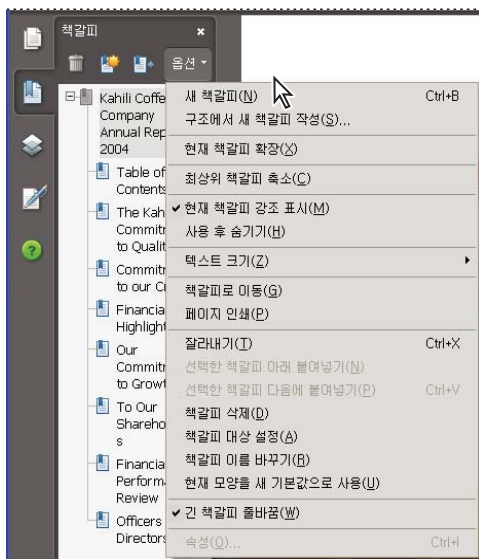 책갈피
옵션
Kahili Coffe
Company
Annual Rep
2004
Table of
Contents
The Kah
Commit
to Qualit
Commit
to our C
Financia
Highlight
Our
Commit
to Grow
To Our
Shareho
s
Financia
Perform
Review
Officers
Directors
새 책갈피(N) Ctrl+B
구조에서 새 책갈피 작성(S)...
현재 책갈피 확장(X)
최상위 책갈피 축소(C)
✔현재 책갈피 강조 표시(M)
사용 후 숨기기(H)
텍스트 크기(Z)
책갈피로 이동(G)
페이지 인쇄(P)
잘라내기(T) Ctrl+X
선택한 책갈피 아래 붙여넣기(N)
선택한 책갈피 다음에 붙여넣기(P) Ctrl+V
책갈피 삭제(D)
책갈피 대상 설정(A)
책갈피 이름 바꾸기(R)
현재 모양을 새 기본값으로 사용(U)
✔긴 책갈피 줄바꿈(W)
속성(O)... Ctrl+I